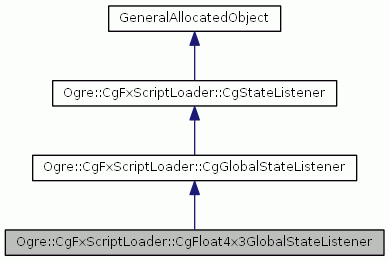 GeneralAllocatedObject
Ogre::CgFxScriptLoader::CgStateListener
Ogre::CgFxScriptLoader::CgGlobalStateListener
Ogre::CgFxScriptLoader::CgFloat4x3GlobalStateListener